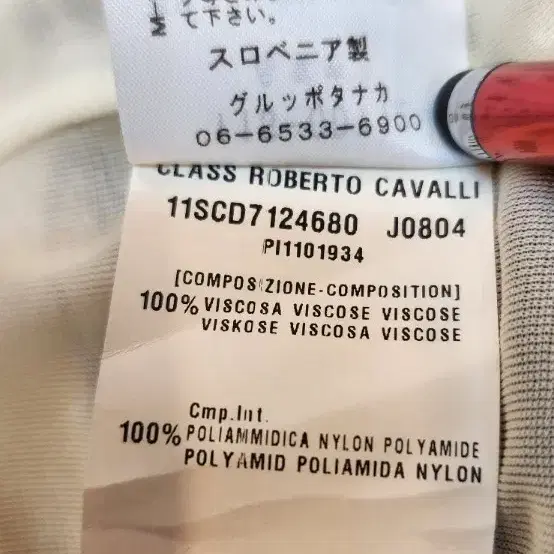 て下さい。
スロベニア製
グルッポタナカ
06-6533-6900
CLASS ROBERTO CAVALLI
11SCD7124680 J0804
PI1101934
[COMPOSIZIONE-COMPOSITION]
100% VISCOSA VISCOSE VISCOSE
VISKOSE VISCOSA VISCOSE
Cmp.Int.
100% POLIAMMIDICA NYLON POLYAMIDE
POLYAMID POLIAMIDA NYLON